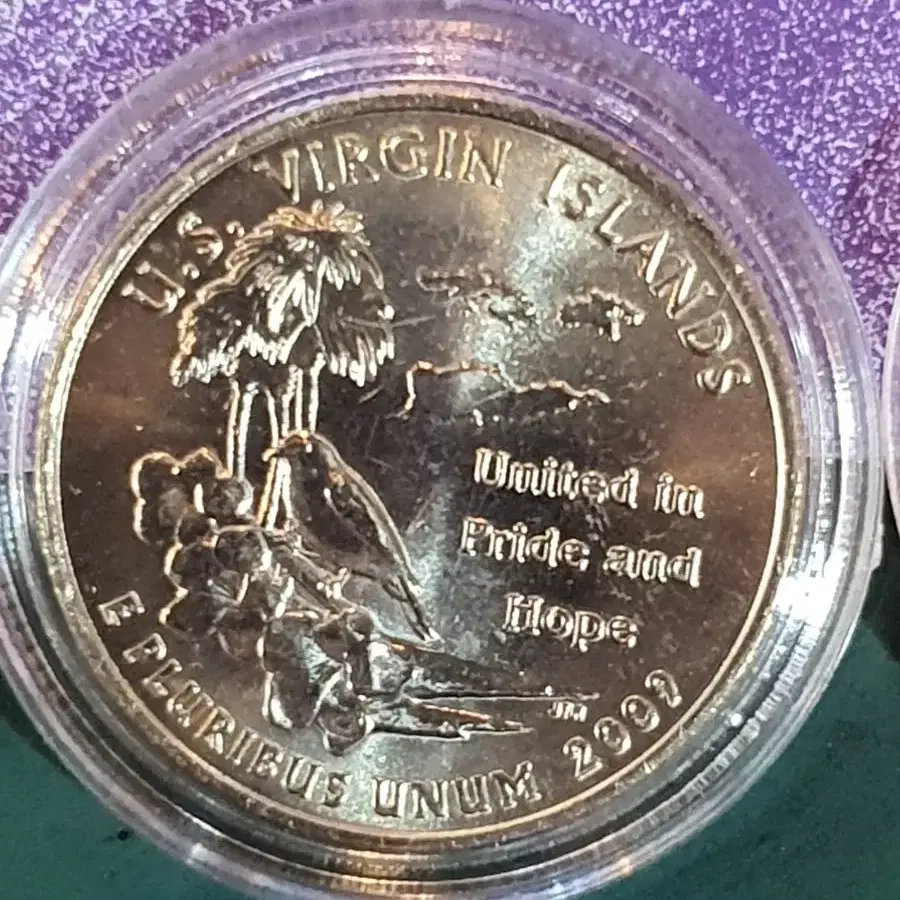 U.S. VIRGIN ISLANDS
United in
Pride and
Hope
E PLURIBUS UNUM 2009